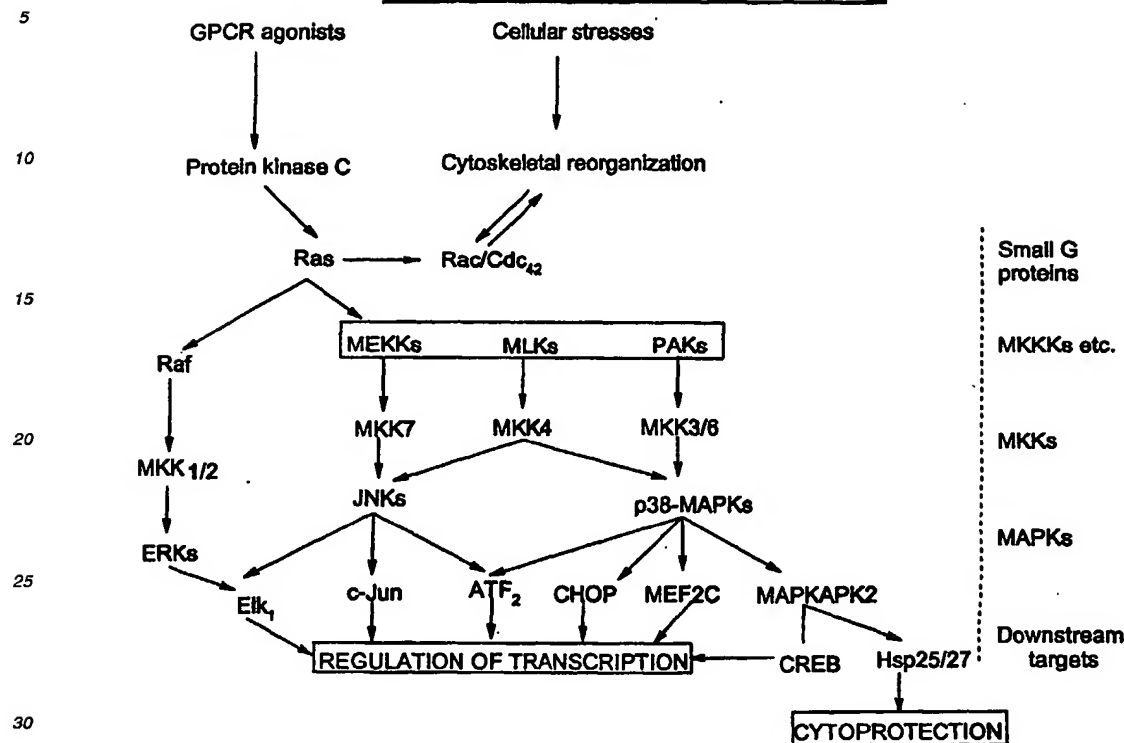 5
GPCR agonists
Cellular stresses
10
Protein kinase C
Cytoskeletal reorganization
Ras
Rac/Cdc42
Small G
proteins
15
Raf
MEKKs
MLKs
PAKs
MKKKs etc.
20
MKK7
MKK4
MKK3/6
MKKs
MKK 1/2
JNKs
p38-MAPKs
ERKs
MAPKs
25
Elk1
c-Jun
ATF2
CHOP
MEF2C
MAPKAPK2
REGULATION OF TRANSCRIPTION
CREB
Hsp25/27
Downstream
targets
30
CYTOPROTECTION